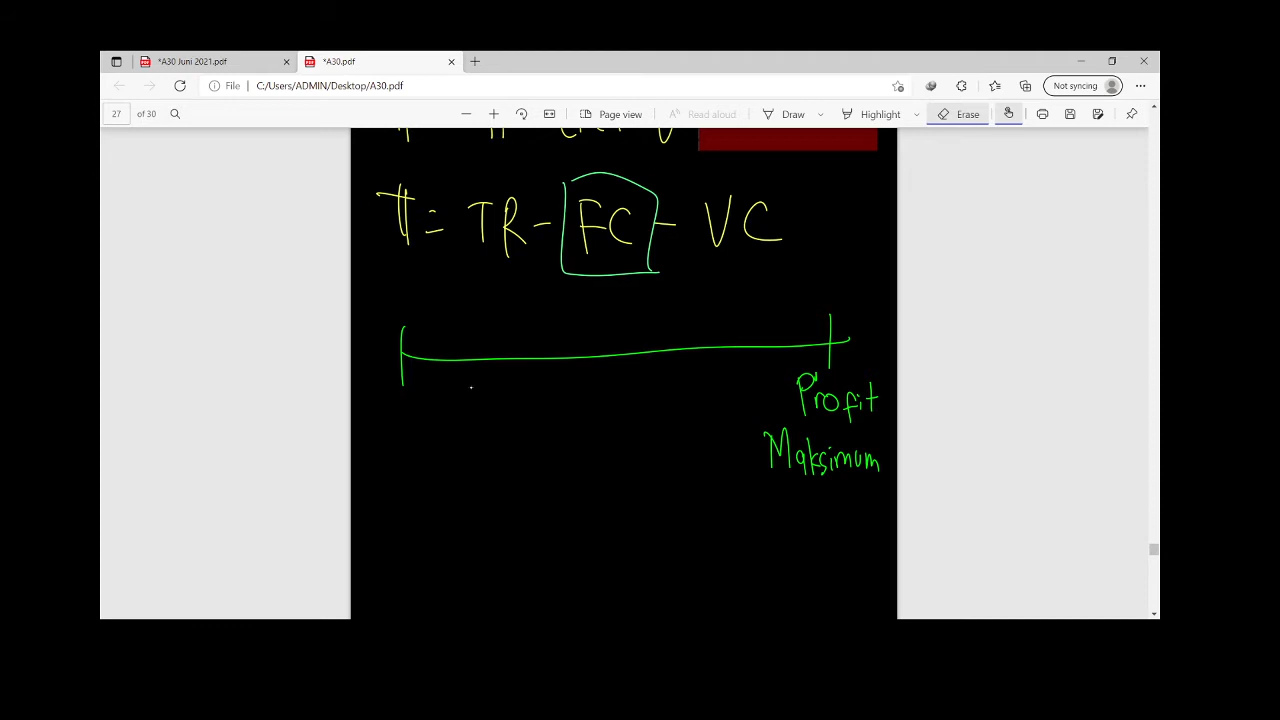 *A30 Juni 2021.pdf
*A30.pdf
File C:/Users/ADMIN/Desktop/A30.pdf
Not syncing
27 of 30
Page view
Read aloud
Draw
Highlight
Erase
π = TR - FC - VC
Profit
Maksimum